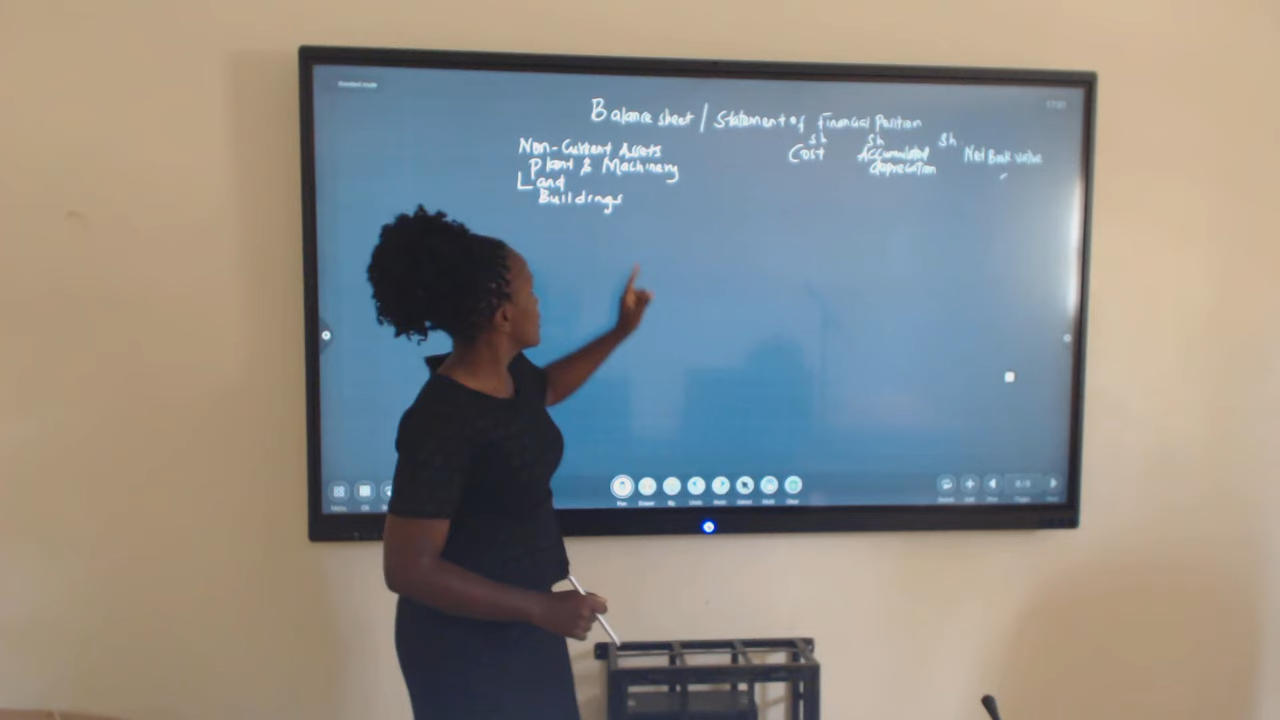 Balance sheet / Statement of Financial Position
Sh Sh Sh
Non-Current Assets Cost Accumulated Net Book value
Plant & Machinery depreciation
Land
Buildings